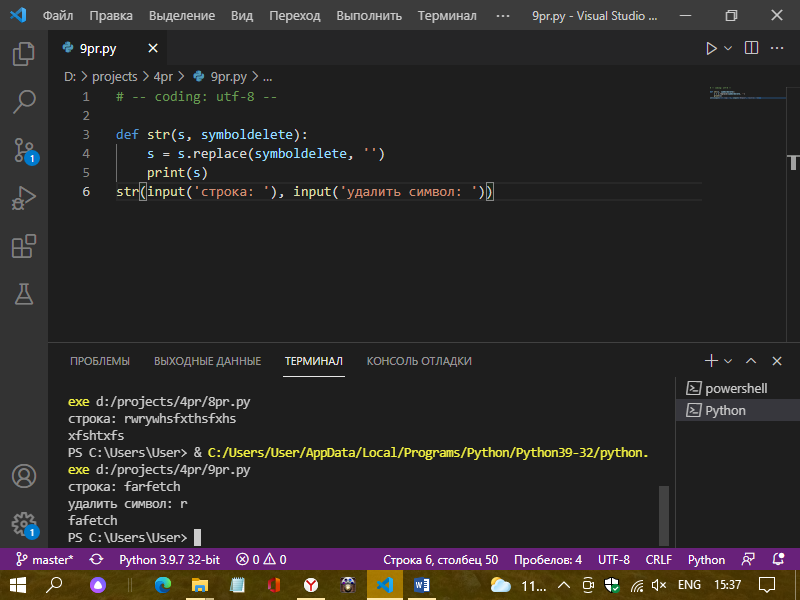 Файл Правка Выделение Вид Переход Выполнить Терминал ··· 9pr.py - Visual Studio ...
9pr.py
D: > projects > 4pr > 9pr.py > ...
1 # -- coding: utf-8 --
2
3 def str(s, symboldelete):
4 s = s.replace(symboldelete, '')
5 print(s)
6 str(input('строка: '), input('удалить символ: '))
1
1
ПРОБЛЕМЫ ВЫХОДНЫЕ ДАННЫЕ ТЕРМИНАЛ КОНСОЛЬ ОТЛАДКИ
powershell
Python
exe d:/projects/4pr/8pr.py
строка: rwrywhsfxthsfxhs
xfshtxfs
PS C:\Users\User> & C:/Users/User/AppData/Local/Programs/Python/Python39-32/python.
exe d:/projects/4pr/9pr.py
строка: farfetch
удалить символ: r
fafetch
PS C:\Users\User>
master* Python 3.9.7 32-bit 0 0 Строка 6, столбец 50 Пробелов: 4 UTF-8 CRLF Python
11... ENG 15:37